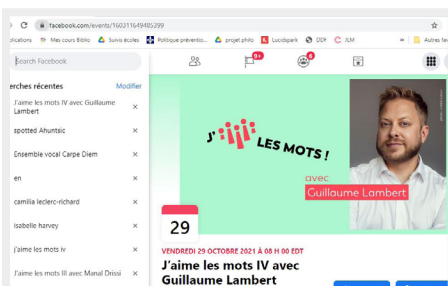 facebook.com/events/160311649485399
plications
Mes cours Biblio
Suivis écoles
Politique préventio...
projet philo
Lucidspark
DDF
JLM
»
Autres fav
Search Facebook
9+
6
erches récentes
Modifier
J'aime les mots IV avec Guillaume
Lambert
spotted Ahuntsic
Ensemble vocal Carpe Diem
en
camilia leclerc-richard
isabelle harvey
j'aime les mots iv
J'aime les mots III avec Manal Drissi
J'
LES MOTS !
avec
Guillaume Lambert
29
VENDREDI 29 OCTOBRE 2021 À 08 H 00 EDT
J'aime les mots IV avec
Guillaume Lambert